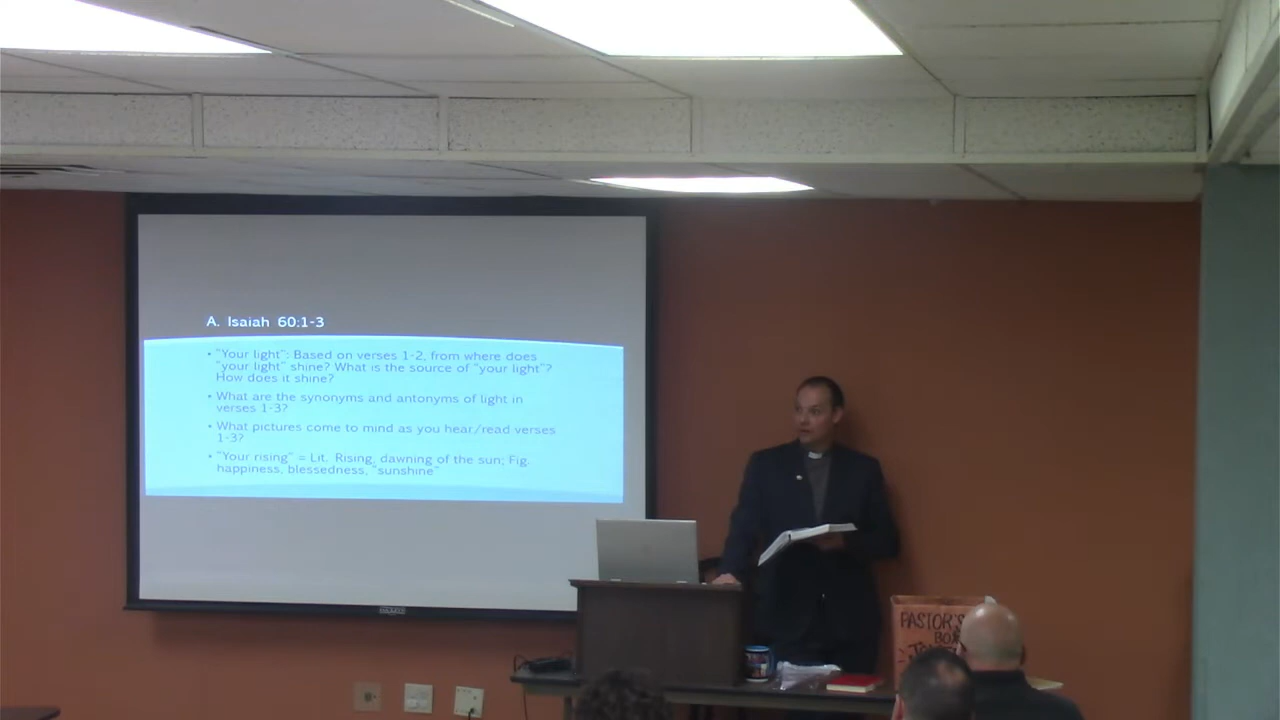 A. Isaiah 60:1-3
• "Your light": Based on verses 1-2, from where does
"your light" shine? What is the source of "your light"?
How does it shine?
• What are the synonyms and antonyms of light in
verses 1-3?
• What pictures come to mind as you hear/read verses
1-3?
• "Your rising" = Lit. Rising, dawning of the sun; Fig.
happiness, blessedness, "sunshine"
PASTOR'S